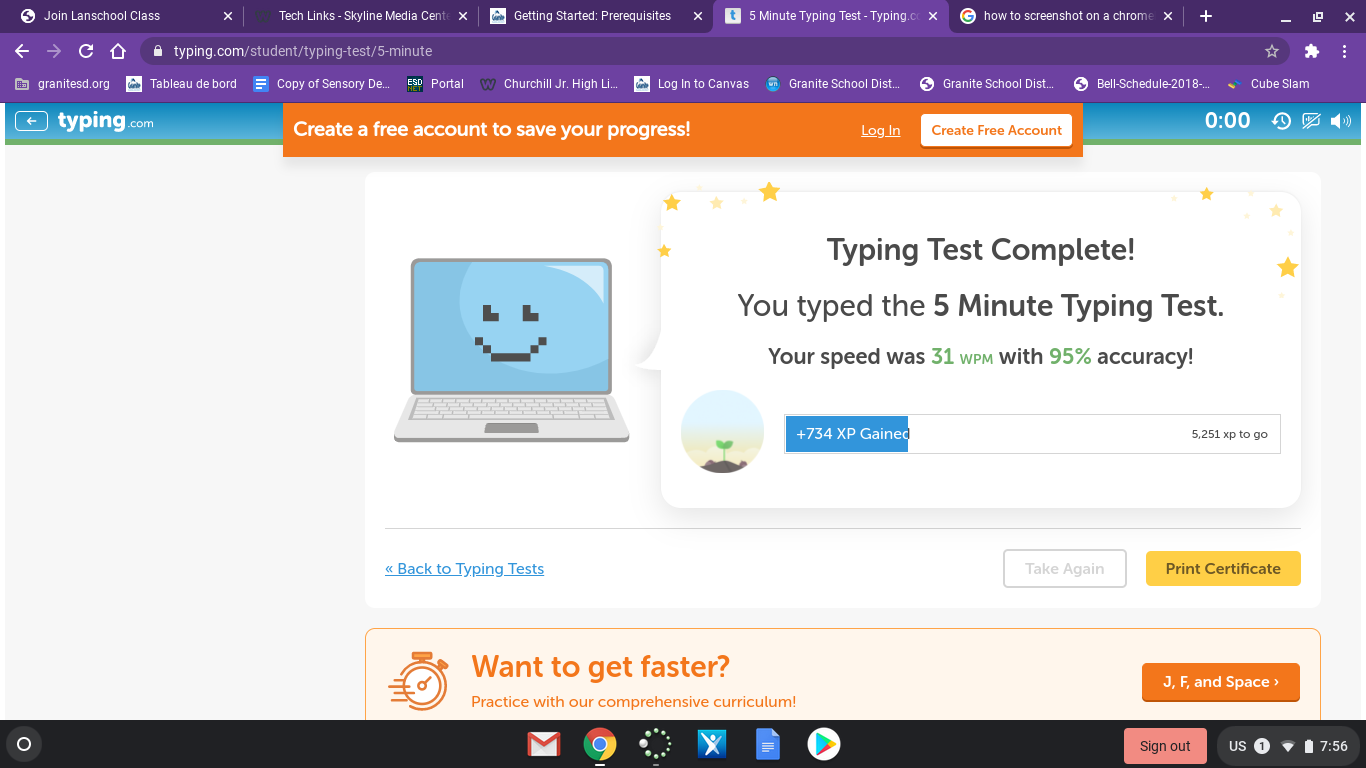 Join Lanschool Class
Tech Links - Skyline Media Cente
Getting Started: Prerequisites
5 Minute Typing Test - Typing.co
how to screenshot on a chrome
typing.com/student/typing-test/5-minute
granitesd.org
Tableau de bord
Copy of Sensory De...
ESD NET
Portal
Churchill Jr. High Li...
Log In to Canvas
Granite School Dist...
Granite School Dist...
Bell-Schedule-2018-...
Cube Slam
typing.com
Create a free account to save your progress!
Log In
Create Free Account
0:00
Typing Test Complete!
You typed the 5 Minute Typing Test.
Your speed was 31 WPM with 95% accuracy!
+734 XP Gained
5,251 xp to go
« Back to Typing Tests
Take Again
Print Certificate
Want to get faster?
Practice with our comprehensive curriculum!
J, F, and Space ›
Sign out
US
1
7:56